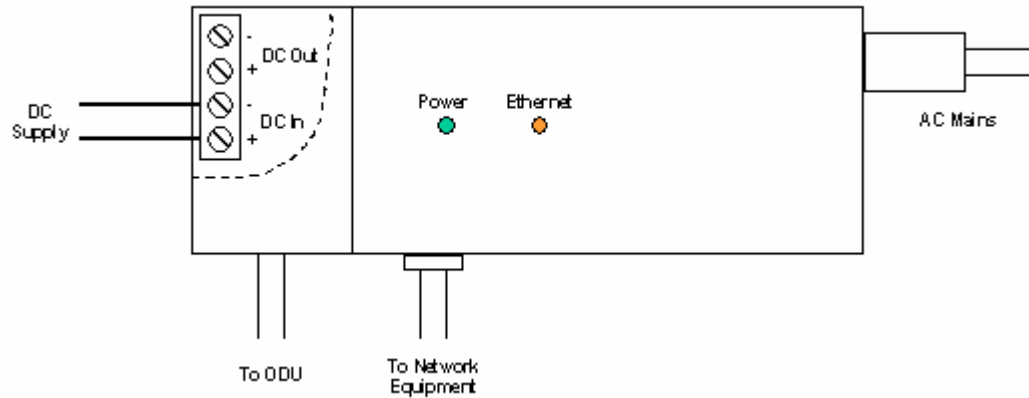 -
DC Out
+
-
DC In
+
DC
Supply
Power
Ethernet
AC Mains
To ODU
To Network
Equipment